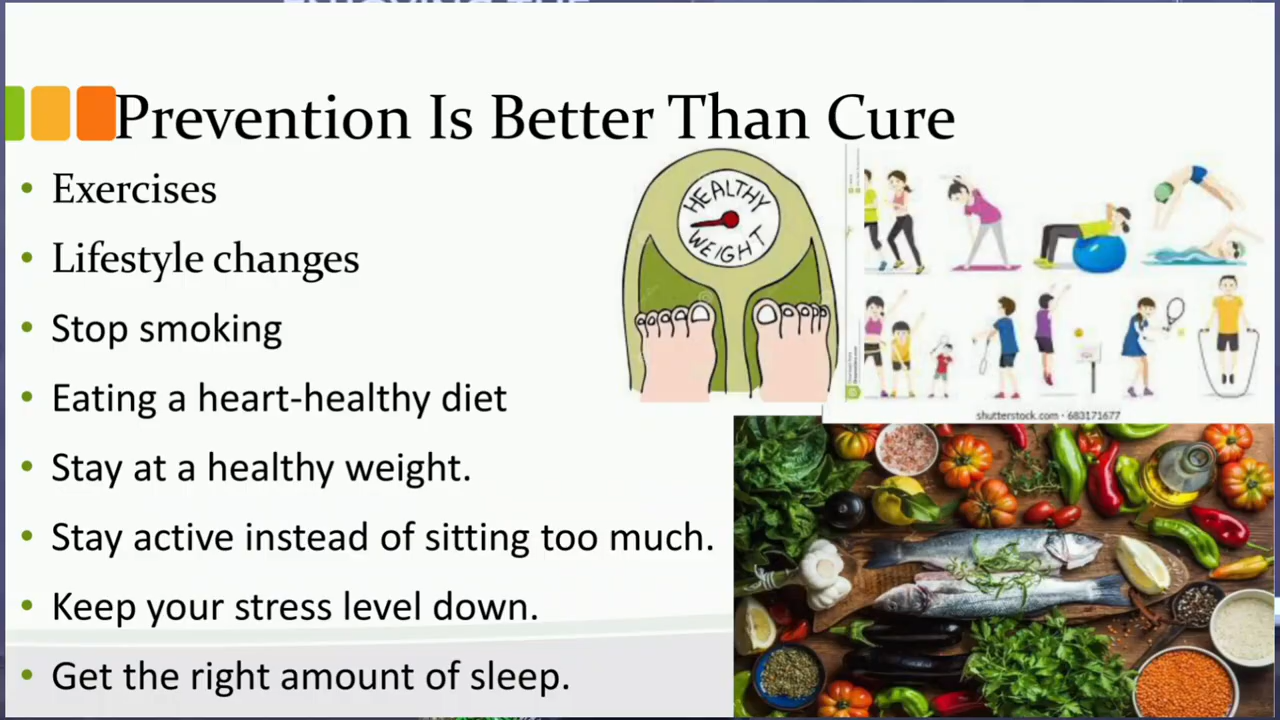 Prevention Is Better Than Cure
• Exercises
• Lifestyle changes
• Stop smoking
• Eating a heart-healthy diet
• Stay at a healthy weight.
• Stay active instead of sitting too much.
• Keep your stress level down.
• Get the right amount of sleep.
HEALTHY
WEIGHT
shutterstock.com · 683171677